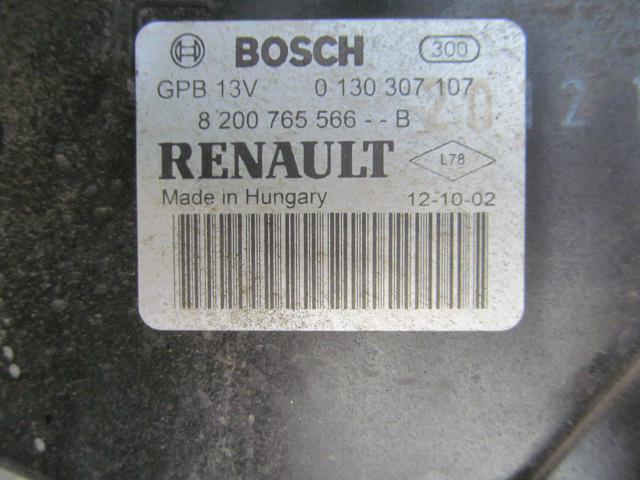 BOSCH 300
GPB 13V 0 130 307 107
8 200 765 566 - - B
RENAULT L78
Made in Hungary 12-10-02